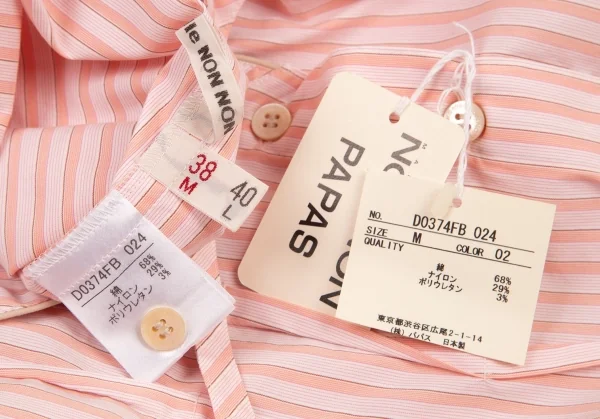 le NON NON
38 40
M L
D0374FB 024
綿 68%
ナイロン 29%
ポリウレタン 3%
NO
NON
PAPAS
NO. D0374FB 024
SIZE M COLOR 02
QUALITY
綿 68%
ナイロン 29%
ポリウレタン 3%
東京都渋谷区広尾2-1-14
(株) パパス 日本製